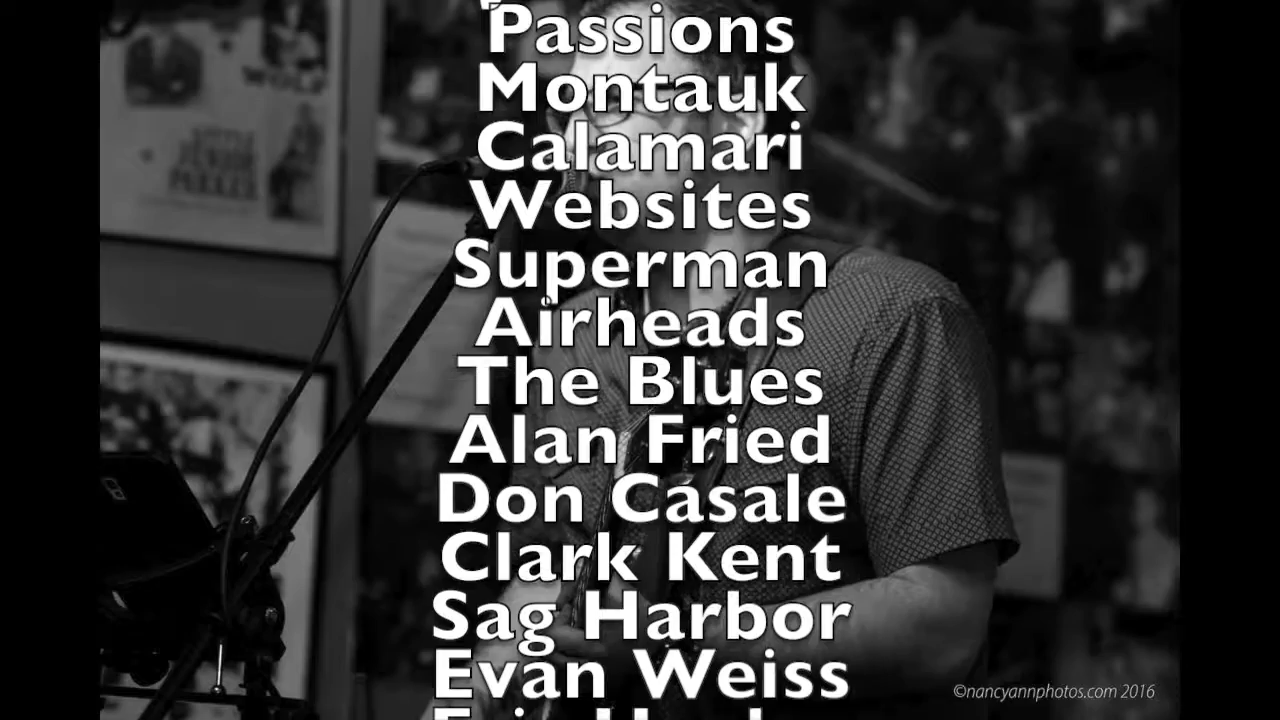 Passions
Montauk
Calamari
Websites
Superman
Airheads
The Blues
Alan Fried
Don Casale
Clark Kent
Sag Harbor
Evan Weiss
©nancyannphotos.com 2016